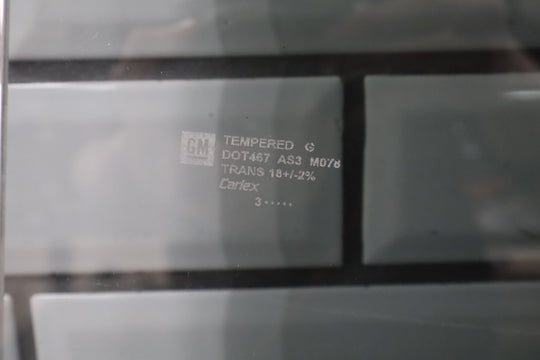 GM
TEMPERED G
DOT467 AS3 M078
TRANS 18+/-2%
Carlex
3.....